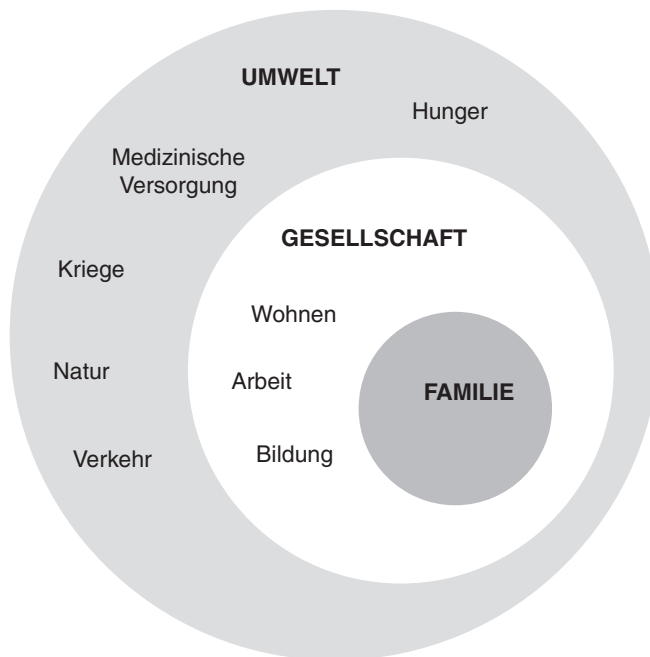 UMWELT
Hunger
Medizinische
Versorgung
GESELLSCHAFT
Kriege
Wohnen
Natur
Arbeit
FAMILIE
Verkehr
Bildung